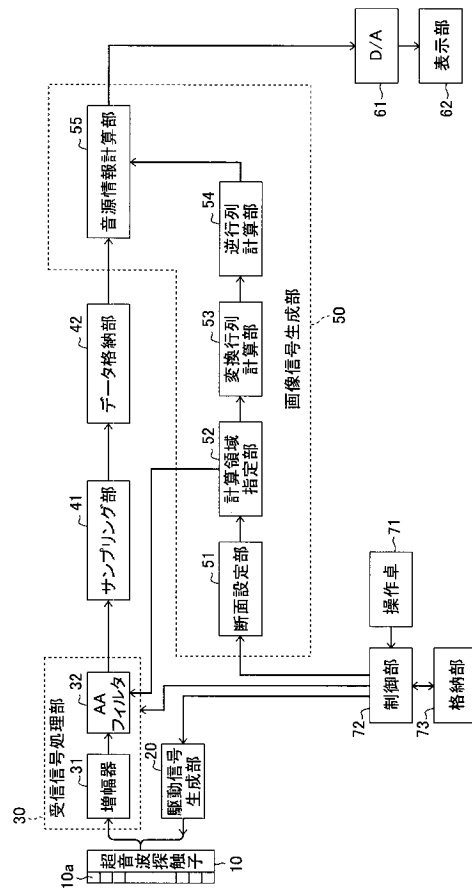 30
受信信号処理部
31
増幅器
32
AA
フィルタ
41
サンプリング部
42
データ格納部
55
音源情報計算部
10a
超音波探触子
10
20
駆動信号
生成部
51
断面設定部
52
計算領域
指定部
53
変換行列
計算部
54
逆行列
計算部
画像信号生成部
50
D/A
61
表示部
62
71
操作卓
72
制御部
73
格納部